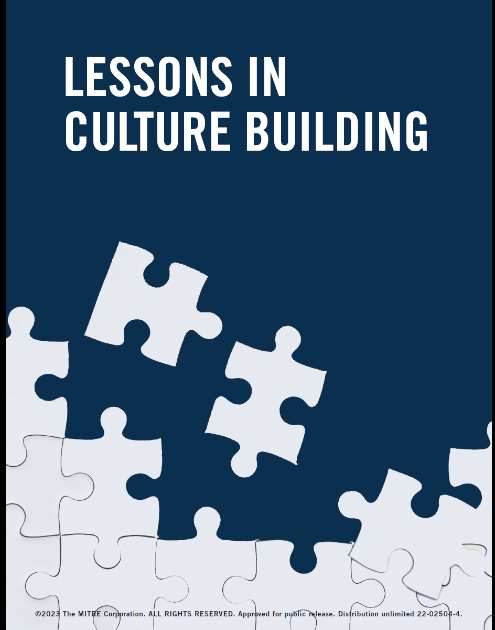 LESSONS IN
CULTURE BUILDING
©2023 The MITRE Corporation. ALL RIGHTS RESERVED. Approved for public release. Distribution unlimited 22-02504-4.